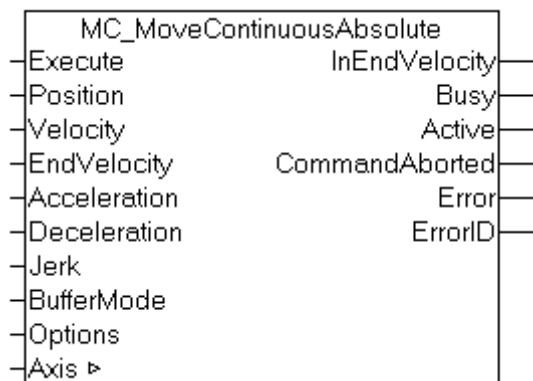 MC_MoveContinuousAbsolute
Execute InEndVelocity
Position Busy
Velocity Active
EndVelocity CommandAborted
Acceleration Error
Deceleration ErrorID
Jerk
BufferMode
Options
Axis